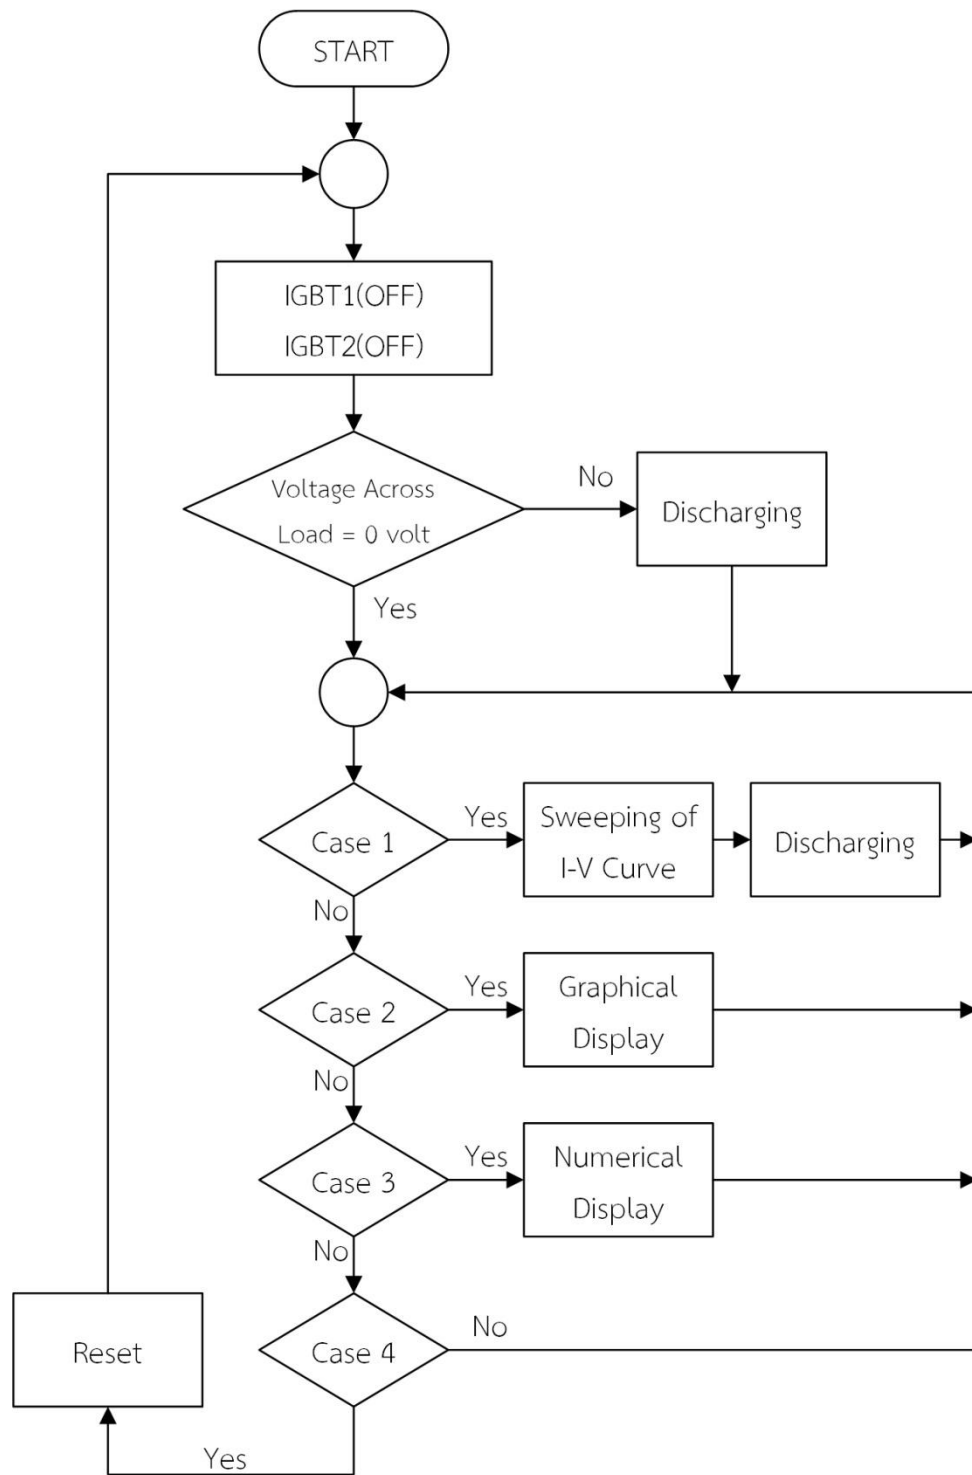 START
IGBT1(OFF)
IGBT2(OFF)
Voltage Across
Load = 0 volt
No
Discharging
Yes
Case 1
Yes
Sweeping of
I-V Curve
Discharging
No
Case 2
Yes
Graphical
Display
No
Case 3
Yes
Numerical
Display
No
Reset
Case 4
No
Yes